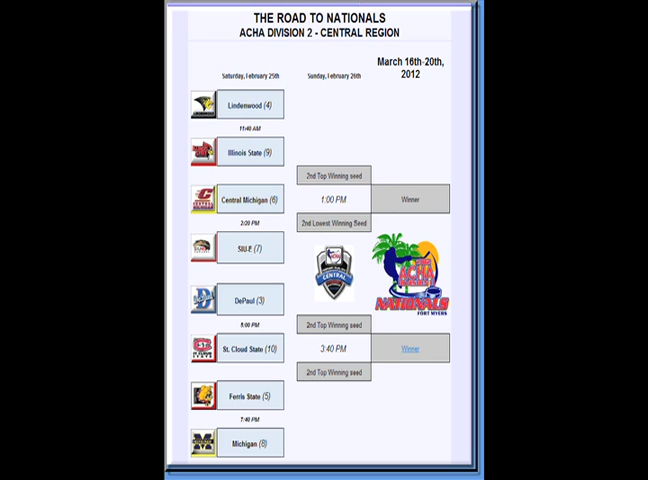 THE ROAD TO NATIONALS
ACHA DIVISION 2 - CENTRAL REGION
March 16th-20th,
2012
Saturday, February 25th
Sunday, February 26th
Lindenwood (4)
11:40 AM
Illinois State (9)
2nd Top Winning seed
Central Michigan (6)
1:00 PM
Winner
2:20 PM
2nd Lowest Winning Seed
SIU-E (7)
CENTRAL
ACHA
NATIONALS
FORT MYERS
DePaul (3)
5:00 PM
2nd Top Winning seed
St. Cloud State (10)
3:40 PM
Winner
2nd Top Winning seed
Ferris State (5)
7:40 PM
Michigan (8)